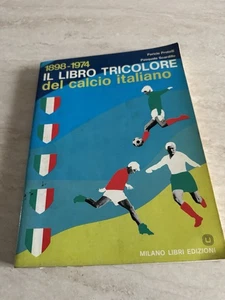 1898-1974
IL LIBRO TRICOLORE
del calcio italiano
MILANO LIBRI EDIZIONI